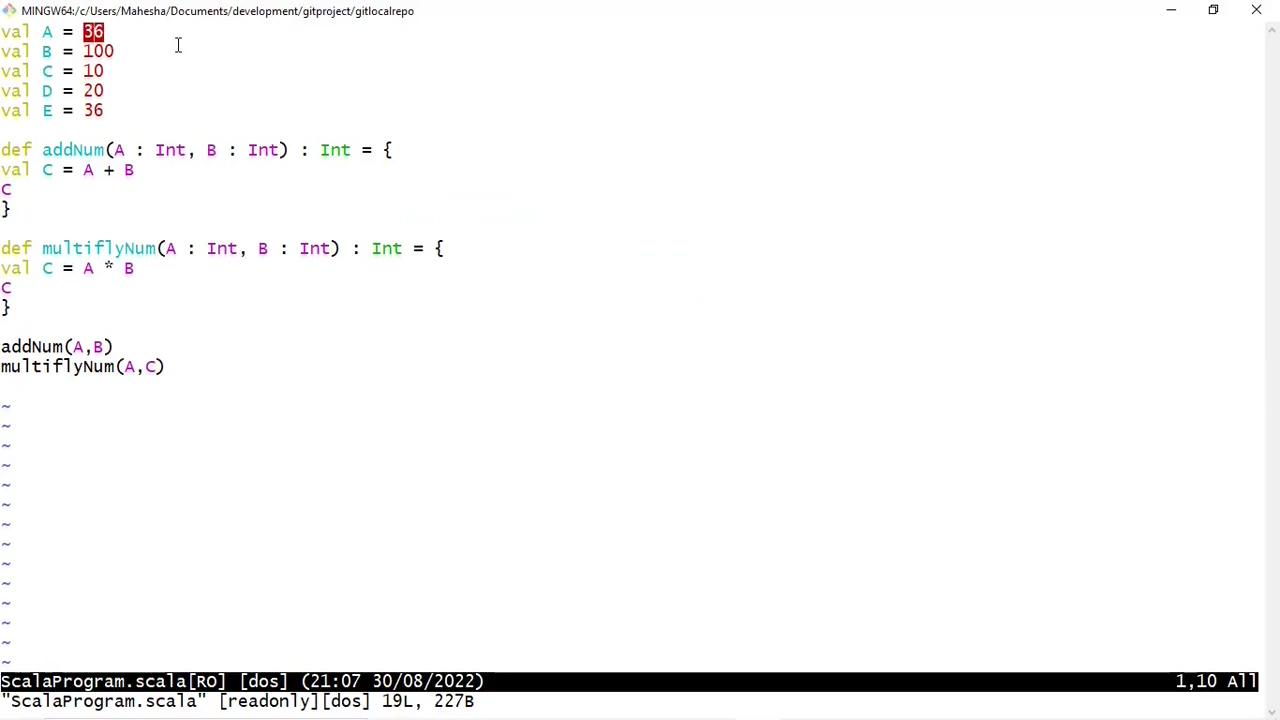 MINGW64:/c/Users/Mahesha/Documents/development/gitproject/gitlocalrepo
val A = 36
val B = 100
val C = 10
val D = 20
val E = 36
def addNum(A : Int, B : Int) : Int = {
val C = A + B
C
}
def multiflyNum(A : Int, B : Int) : Int = {
val C = A * B
C
}
addNum(A,B)
multiflyNum(A,C)
~
~
~
~
~
~
~
~
~
~
~
~
~
~
ScalaProgram.scala[RO] [dos] (21:07 30/08/2022) 1,10 All
"ScalaProgram.scala" [readonly][dos] 19L, 227B